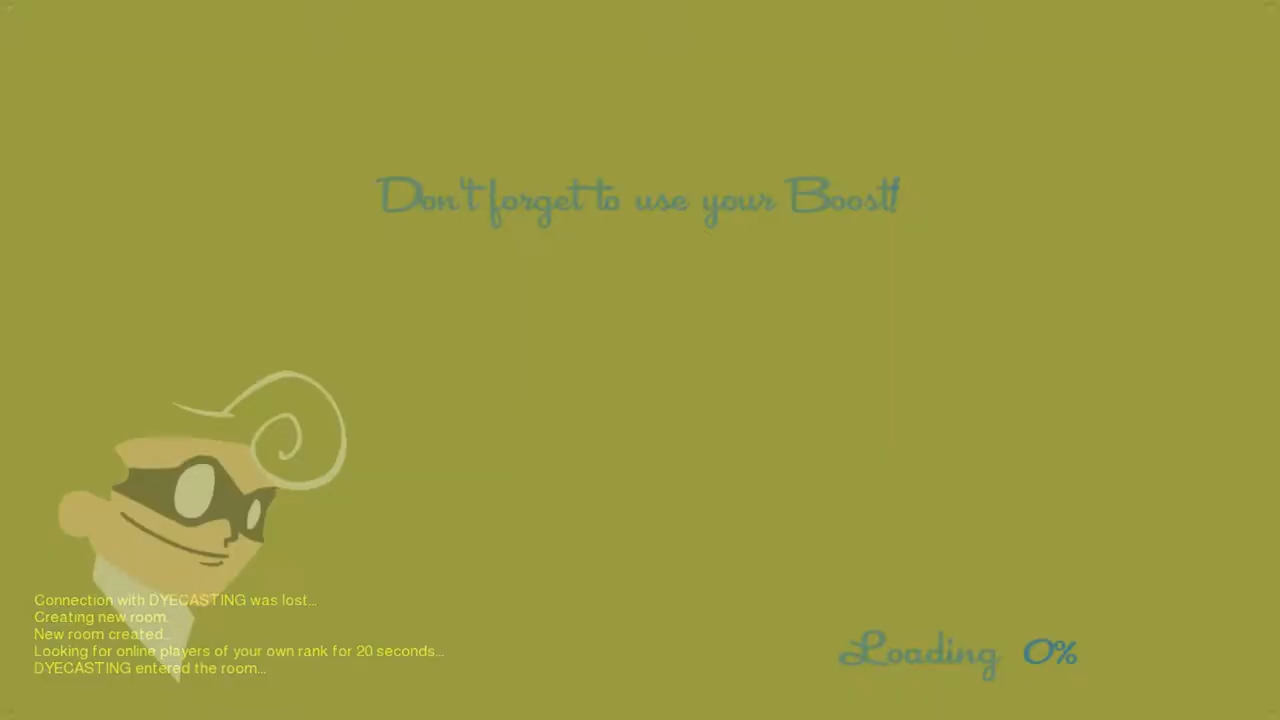 Don't forget to use your Boost!
Connection with DYECASTING was lost...
Creating new room.
New room created...
Looking for online players of your own rank for 20 seconds...
DYECASTING entered the room...
Loading 0%